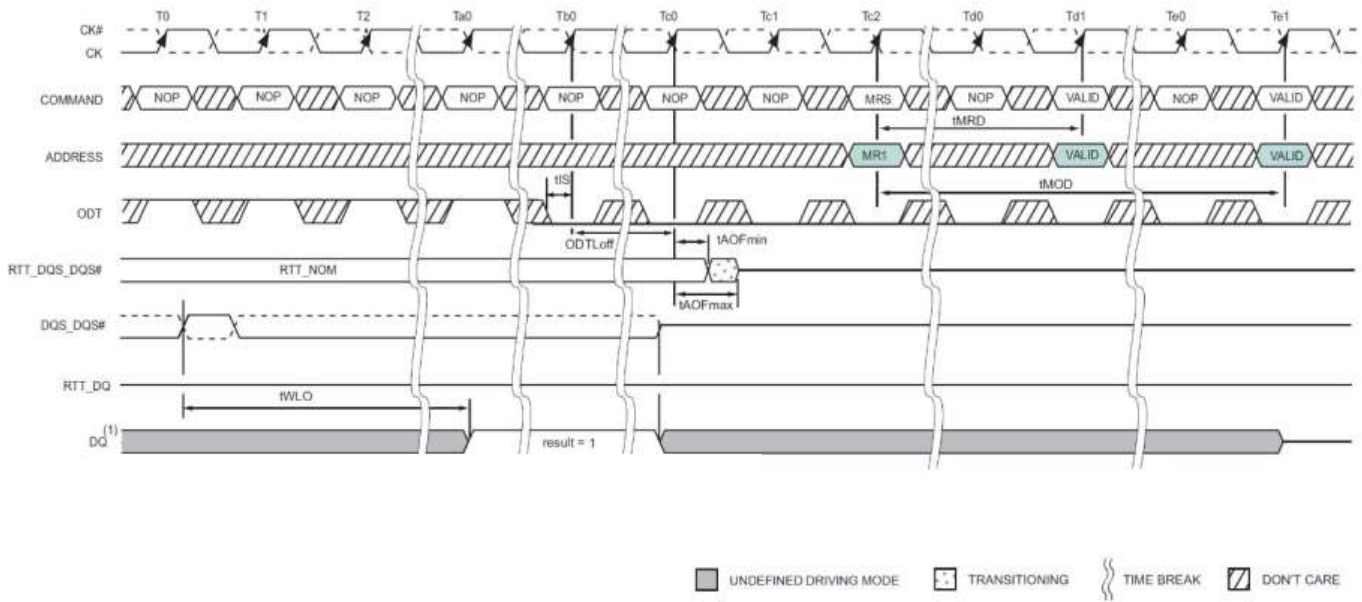 T0 T1 T2 Ta0 Tb0 Tc0 Tc1 Tc2 Td0 Td1 Te0 Te1
CK#
CK
COMMAND NOP NOP NOP NOP NOP NOP NOP MRS NOP VALID NOP VALID
tMRD
ADDRESS MR1 VALID VALID
tIS
tMOD
ODT
ODTLoff
tAOFmin
RTT_DQS_DQS# RTT_NOM
tAOFmax
DQS_DQS#
RTT_DQ
tWLO
(1)
DQ result = 1
UNDEFINED DRIVING MODE TRANSITIONING TIME BREAK DON'T CARE